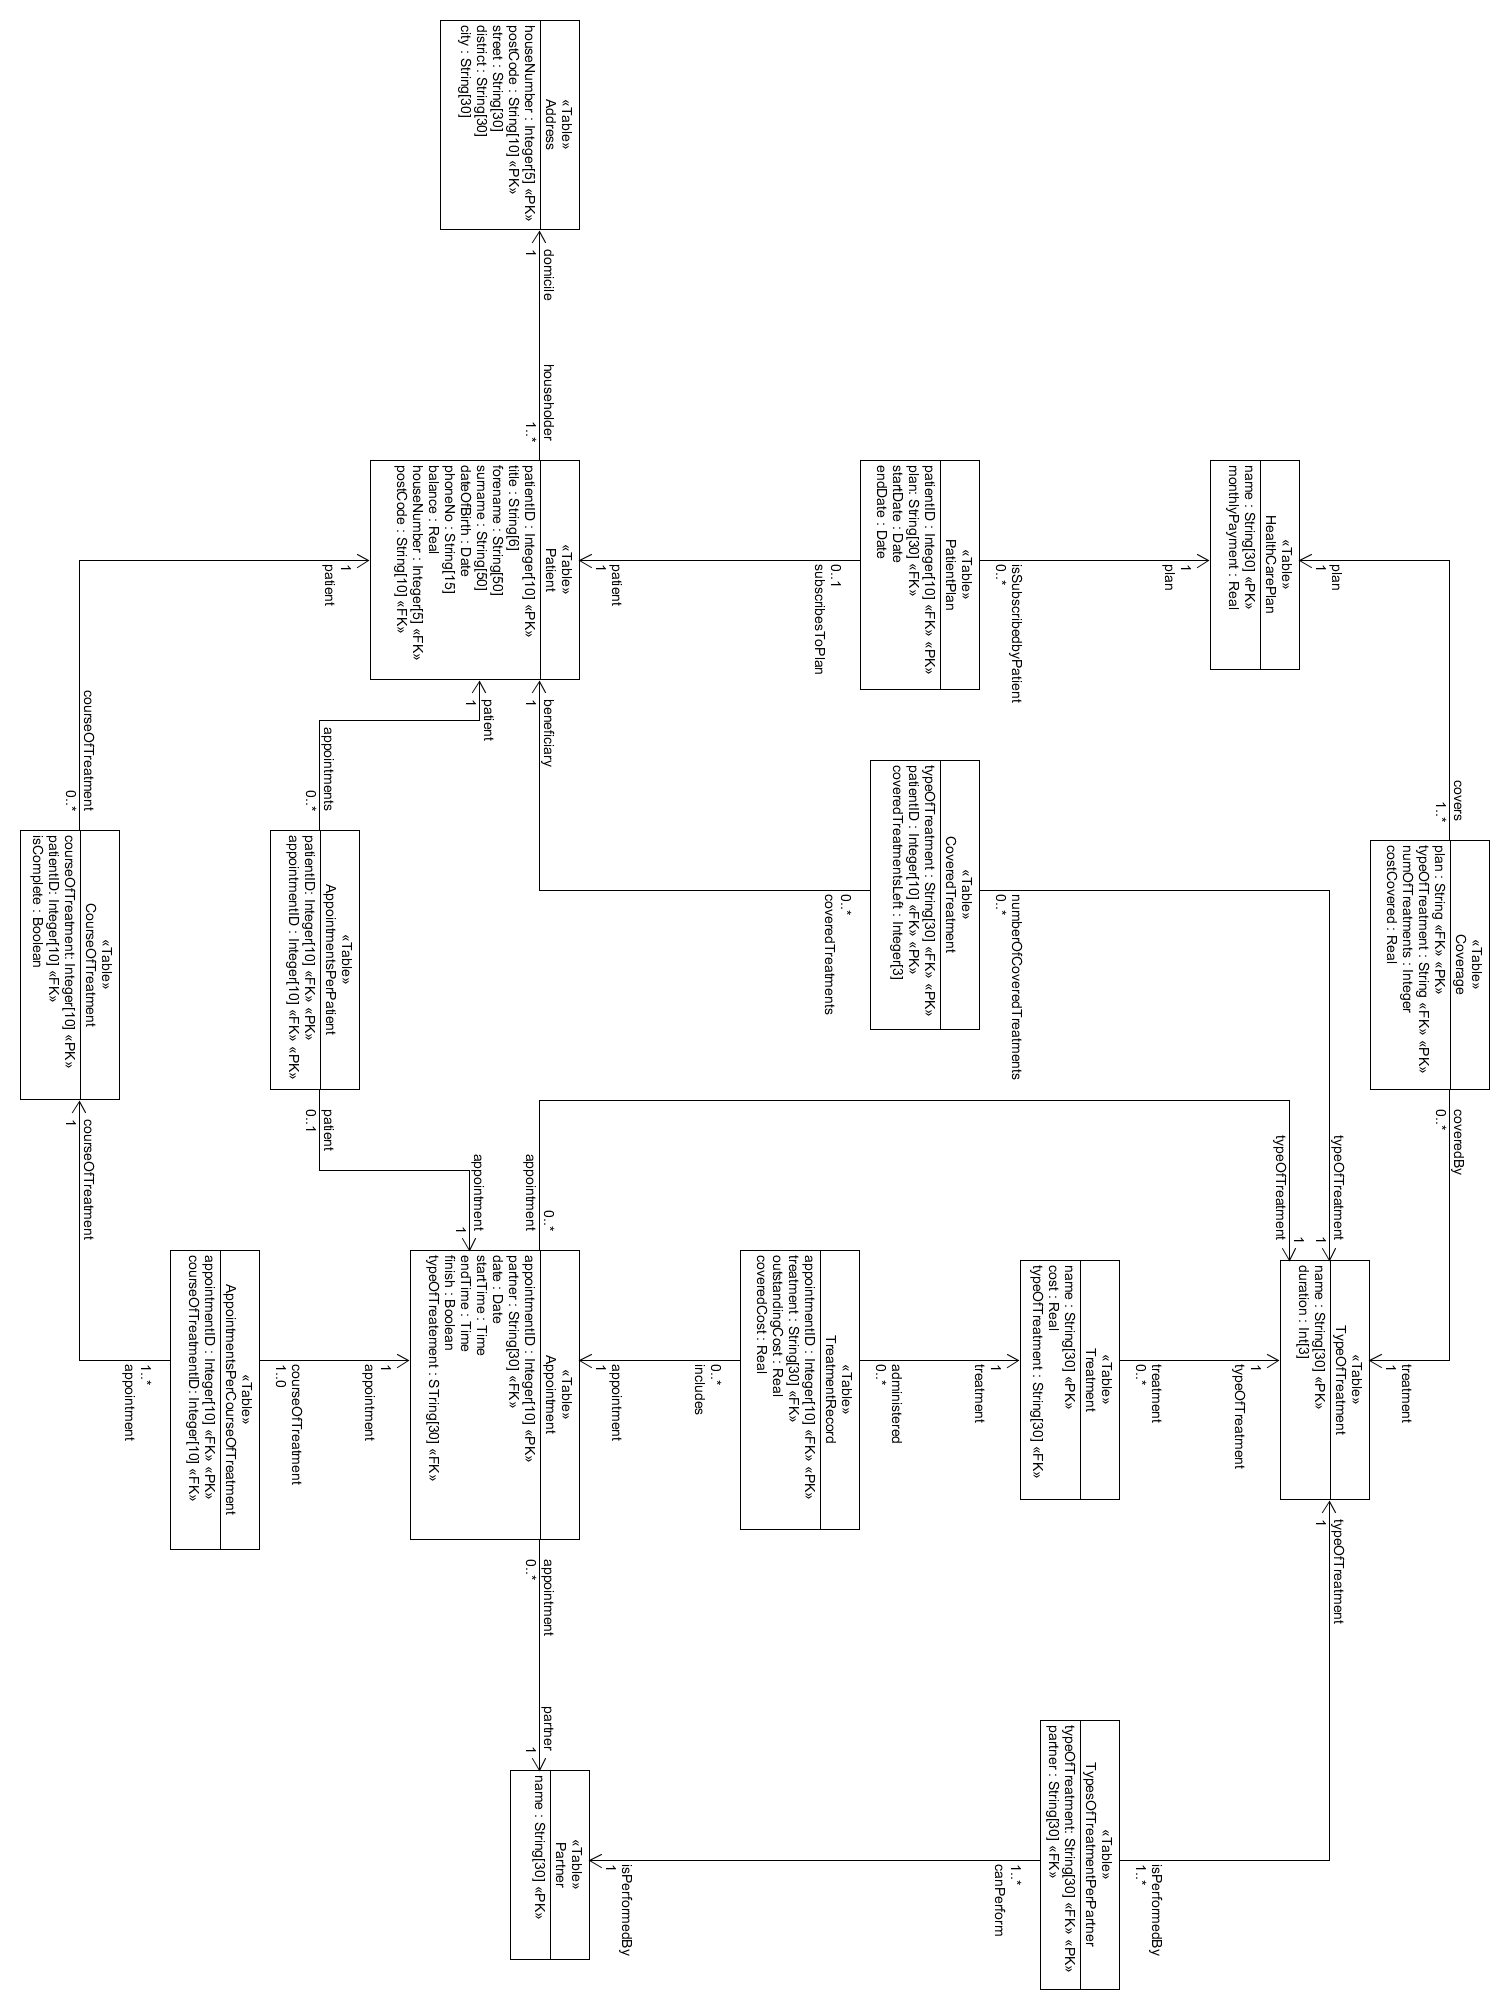 «Table»
Address
houseNumber : Integer[5] «PK»
postCode : String[10] «PK»
street : String[30]
district : String[30]
city : String[30]
domicile
1
householder
1..*
«Table»
HealthCarePlan
name : String[30] «PK»
monthlyPayment : Real
plan
1
covers
1..*
plan
1
isSubscribedbyPatient
0..*
«Table»
PatientPlan
patientID : Integer[10] «FK» «PK»
plan: String[30] «FK»
startDate : Date
endDate : Date
0..1
subscribesToPlan
patient
1
«Table»
Patient
patientID : Integer[10] «PK»
title : String[6]
forename : String[50]
surname : String[50]
dateOfBirth : Date
phoneNo : String[15]
balance : Real
houseNumber : Integer[5] «FK»
postCode : String[10] «FK»
1
patient
courseOfTreatment
0..*
patient
1
appointments
0..*
beneficiary
1
«Table»
Coverage
plan : String «FK» «PK»
typeOfTreatment : String «FK» «PK»
numOfTreatments : Integer
costCovered : Real
coveredBy
0..*
treatment
1
«Table»
CoveredTreatment
typeOfTreatment : String[30] «FK» «PK»
patientID : Integer[10] «FK» «PK»
coveredTreatmentsLeft : Integer[3]
numberOfCoveredTreatments
0..*
0..*
coveredTreatments
typeOfTreatment
1
typeOfTreatment
1
«Table»
AppointmentsPerPatient
patientID: Integer[10] «FK» «PK»
appointmentID : Integer[10] «FK» «PK»
patient
0..1
appointment
1
appointment
0..*
«Table»
CourseOfTreatment
courseOfTreatment: Integer[10] «PK»
patientID: Integer[10] «FK»
isComplete : Boolean
courseOfTreatment
1
«Table»
TypeOfTreatment
name : String[30] «PK»
duration : Int[3]
1
typeOfTreatment
treatment
0..*
«Table»
Treatment
name : String[30] «PK»
cost : Real
typeOfTreatment : String[30] «FK»
1
treatment
administered
0..*
«Table»
TreatmentRecord
appointmentID : Integer[10] «FK» «PK»
treatment : String[30] «FK»
outstandingCost : Real
coveredCost : Real
0..*
includes
appointment
1
«Table»
Appointment
appointmentID : Integer[10] «PK»
partner : String[30] «FK»
date : Date
startTime : Time
endTime : Time
finish : Boolean
typeOfTreatement : STring[30] «FK»
1
appointment
courseOfTreatment
1..0
«Table»
AppointmentsPerCourseOfTreatment
appointmentID : Integer[10] «FK» «PK»
courseOfTreatmentID: Integer[10] «FK»
1..*
appointment
typeOfTreatment
1
appointment
0..*
partner
1
«Table»
TypesOfTreatmentPerPartner
typeOfTreatment: String[30] «FK» «PK»
partner : String[30] «FK»
isPerformedBy
1..*
1..*
canPerform
isPerformedBy
1
«Table»
Partner
name : String[30] «PK»